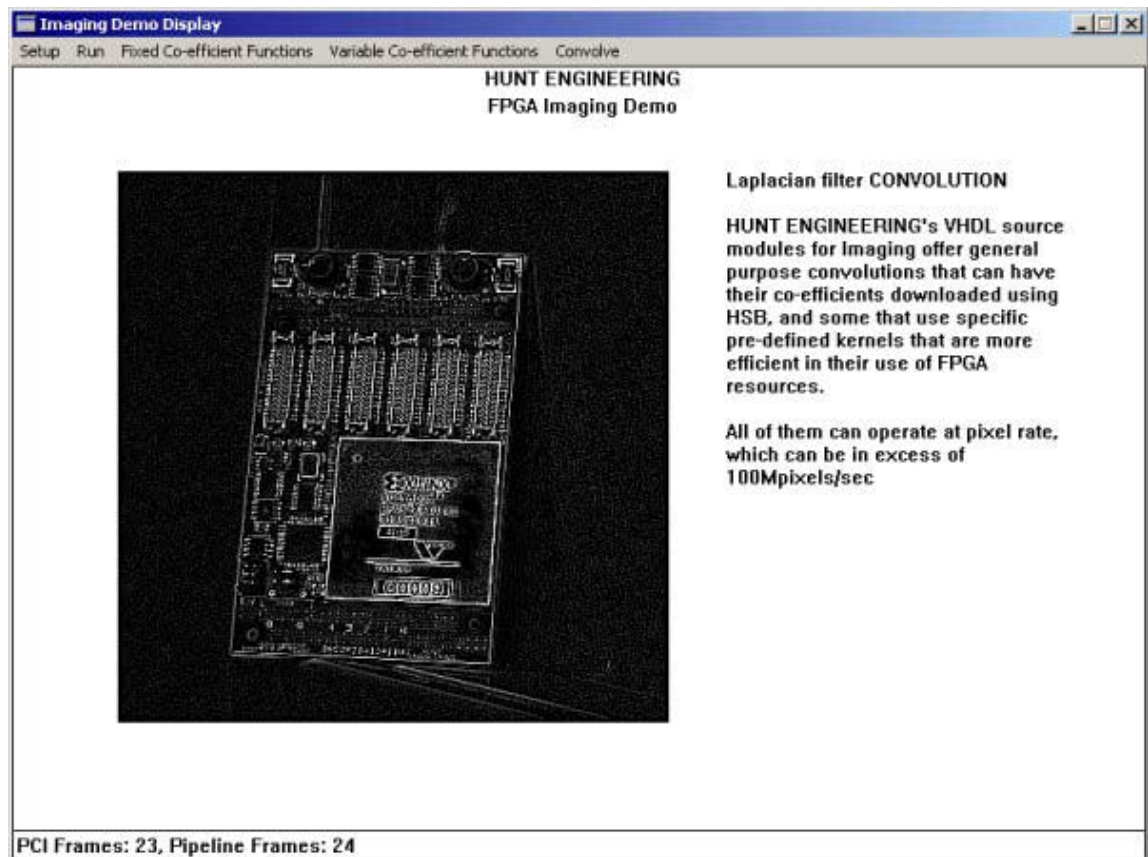 Imaging Demo Display
Setup Run Fixed Co-efficient Functions Variable Co-efficient Functions Convolve
HUNT ENGINEERING
FPGA Imaging Demo
Laplacian filter CONVOLUTION
HUNT ENGINEERING's VHDL source
modules for Imaging offer general
purpose convolutions that can have
their co-efficients downloaded using
HSB, and some that use specific
pre-defined kernels that are more
efficient in their use of FPGA
resources.
All of them can operate at pixel rate,
which can be in excess of
100Mpixels/sec
PCI Frames: 23, Pipeline Frames: 24